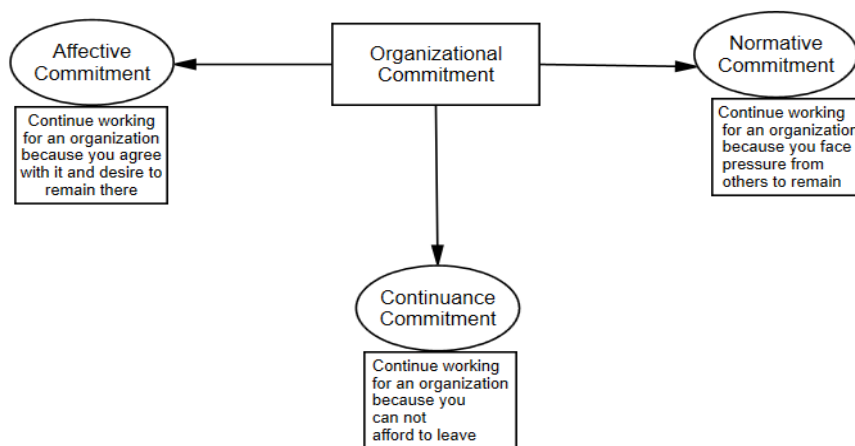 Affective
Commitment
Continue working
for an organization
because you agree
with it and desire to
remain there
Organizational
Commitment
Normative
Commitment
Continue working
for an organization
because you face
pressure from
others to remain
Continuance
Commitment
Continue working
for an organization
because you
can not
afford to leave